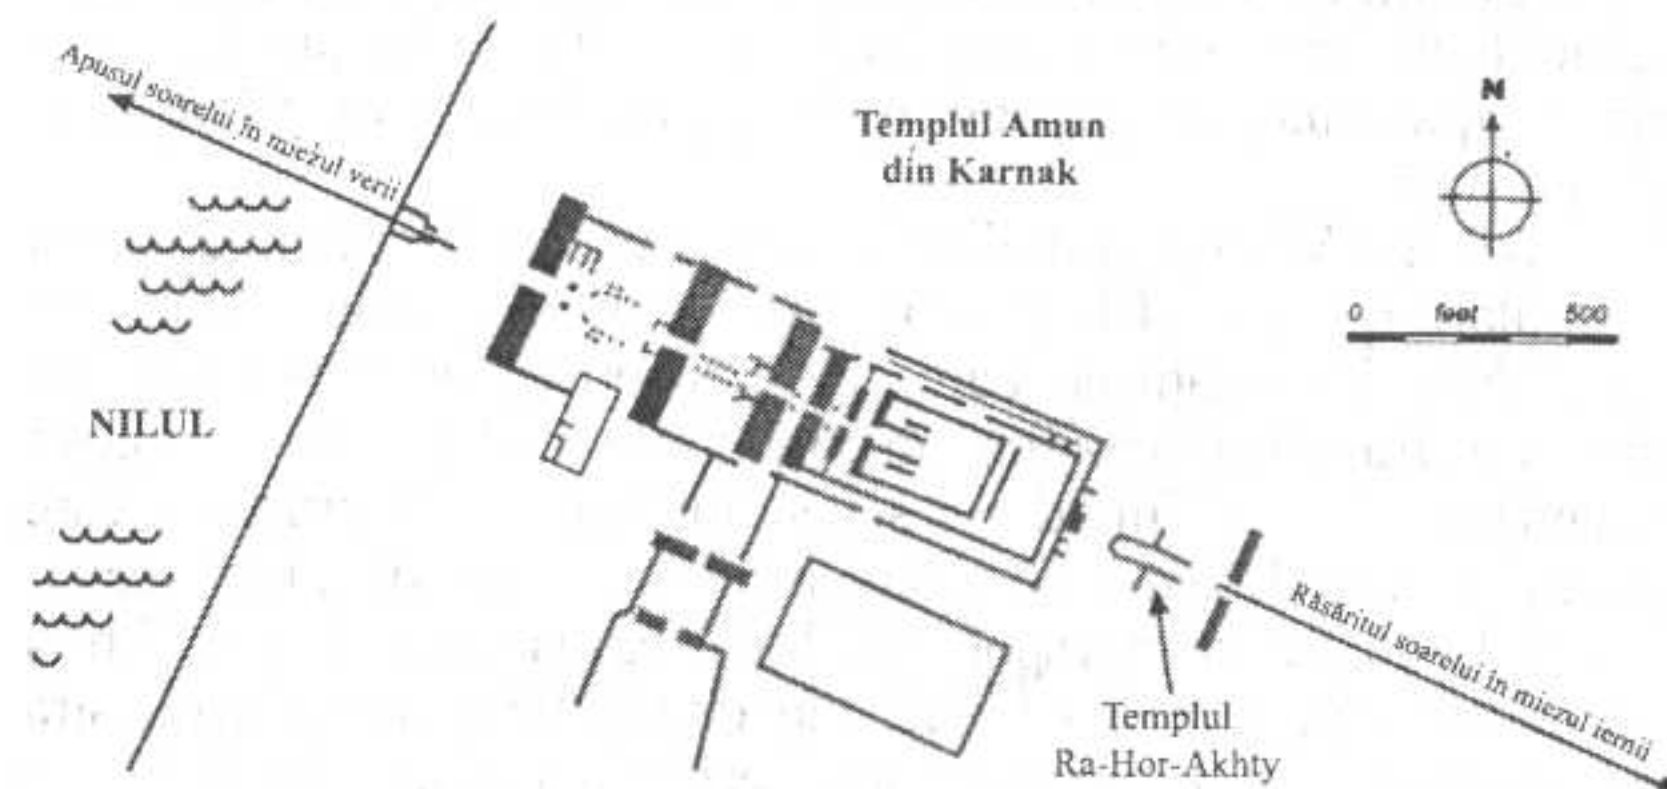 Apusul soarelui în miezul verii
Templul Amun
din Karnak
N
0 feet 500
NILUL
Răsăritul soarelui în miezul iernii
Templul
Ra-Hor-Akhty